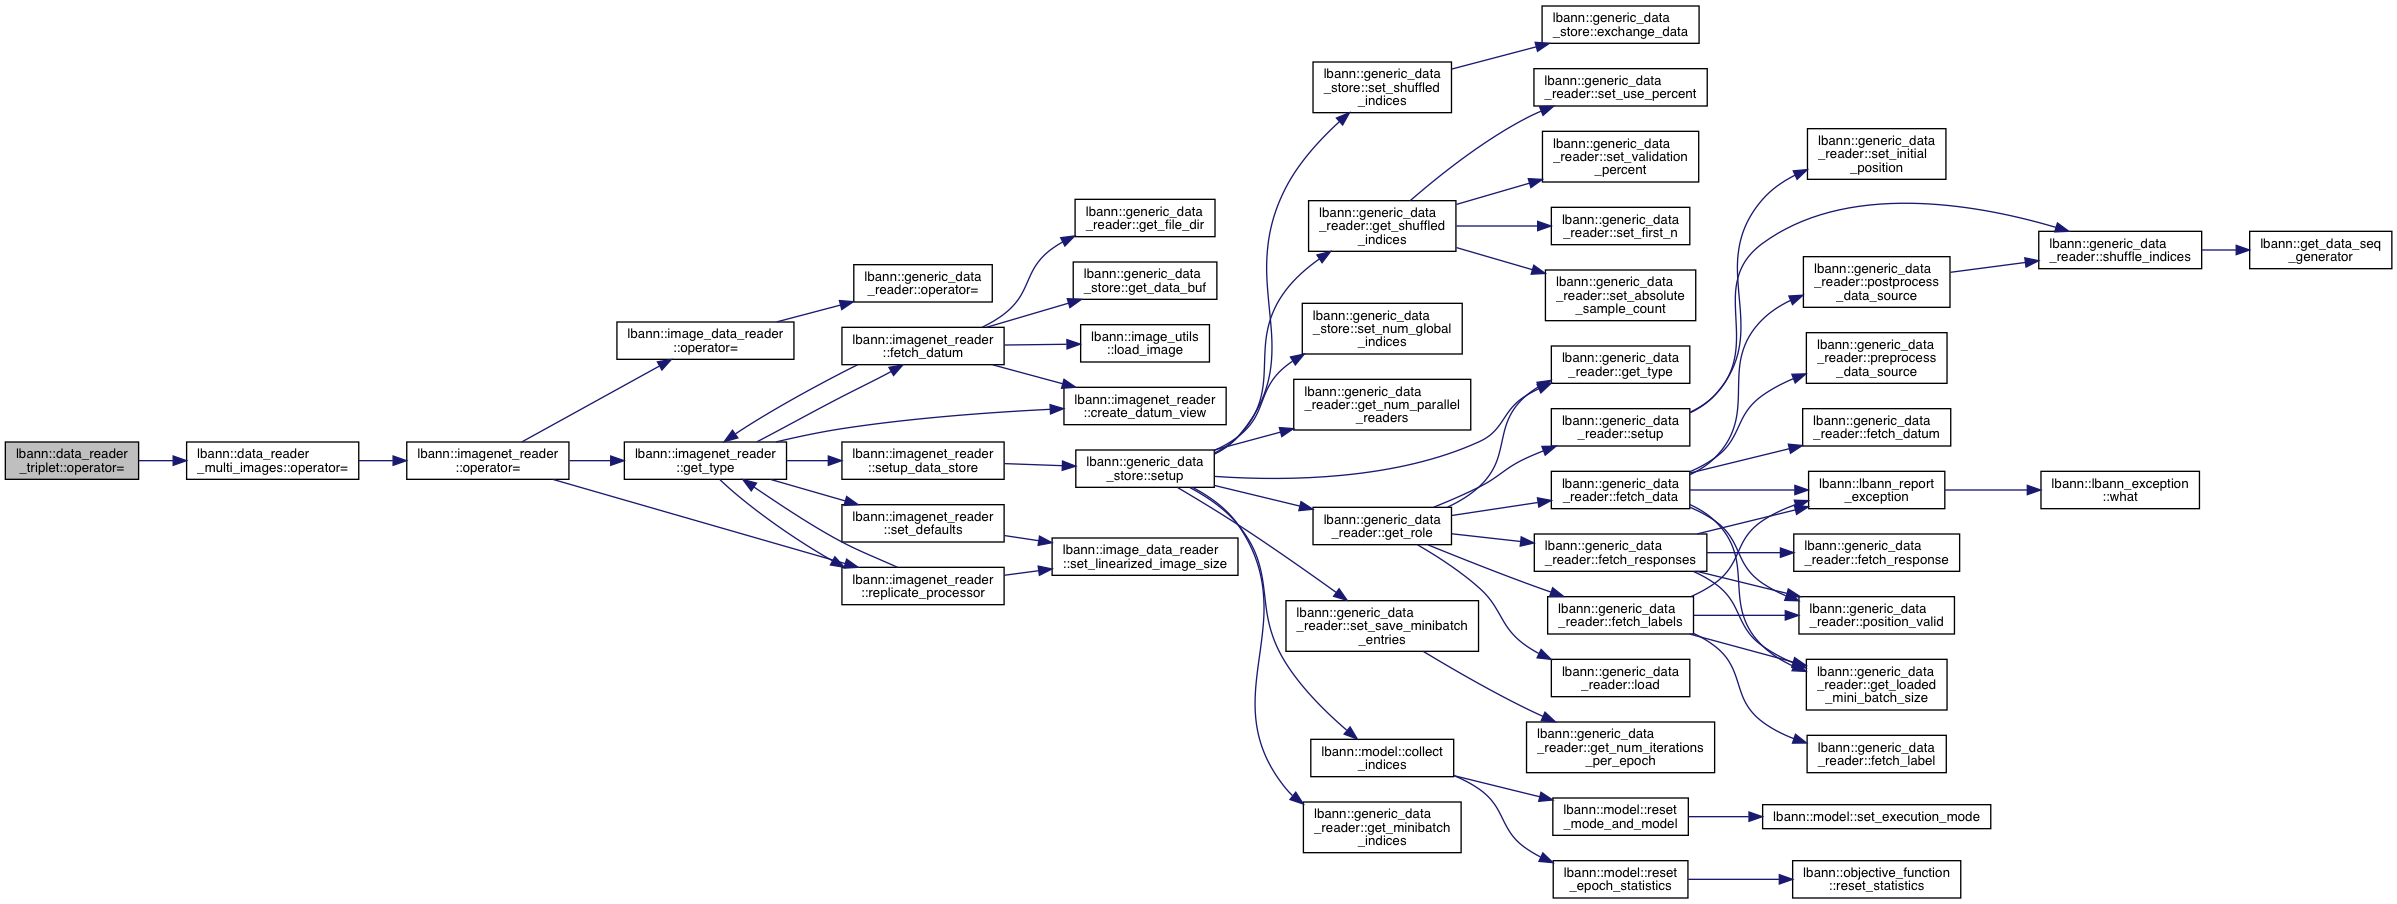 lbann::data_reader
_triplet::operator=
lbann::data_reader
_multi_images::operator=
lbann::imagenet_reader
::operator=
lbann::image_data_reader
::operator=
lbann::generic_data
_reader::operator=
lbann::imagenet_reader
::get_type
lbann::imagenet_reader
::fetch_datum
lbann::generic_data
_reader::get_file_dir
lbann::generic_data
_store::get_data_buf
lbann::image_utils
::load_image
lbann::imagenet_reader
::create_datum_view
lbann::imagenet_reader
::setup_data_store
lbann::imagenet_reader
::set_defaults
lbann::imagenet_reader
::replicate_processor
lbann::image_data_reader
::set_linearized_image_size
lbann::generic_data
_store::setup
lbann::generic_data
_store::set_shuffled
_indices
lbann::generic_data
_store::exchange_data
lbann::generic_data
_reader::get_shuffled
_indices
lbann::generic_data
_reader::set_use_percent
lbann::generic_data
_reader::set_validation
_percent
lbann::generic_data
_reader::set_first_n
lbann::generic_data
_reader::set_absolute
_sample_count
lbann::generic_data
_store::set_num_global
_indices
lbann::generic_data
_reader::get_num_parallel
_readers
lbann::generic_data
_reader::get_type
lbann::generic_data
_reader::get_role
lbann::generic_data
_reader::setup
lbann::generic_data
_reader::fetch_data
lbann::generic_data
_reader::fetch_responses
lbann::generic_data
_reader::fetch_labels
lbann::generic_data
_reader::load
lbann::generic_data
_reader::set_initial
_position
lbann::generic_data
_reader::shuffle_indices
lbann::get_data_seq
_generator
lbann::generic_data
_reader::postprocess
_data_source
lbann::generic_data
_reader::preprocess
_data_source
lbann::generic_data
_reader::fetch_datum
lbann::lbann_report
_exception
lbann::lbann_exception
::what
lbann::generic_data
_reader::fetch_response
lbann::generic_data
_reader::position_valid
lbann::generic_data
_reader::get_loaded
_mini_batch_size
lbann::generic_data
_reader::fetch_label
lbann::generic_data
_reader::set_save_minibatch
_entries
lbann::generic_data
_reader::get_num_iterations
_per_epoch
lbann::model::collect
_indices
lbann::generic_data
_reader::get_minibatch
_indices
lbann::model::reset
_mode_and_model
lbann::model::set_execution_mode
lbann::model::reset
_epoch_statistics
lbann::objective_function
::reset_statistics